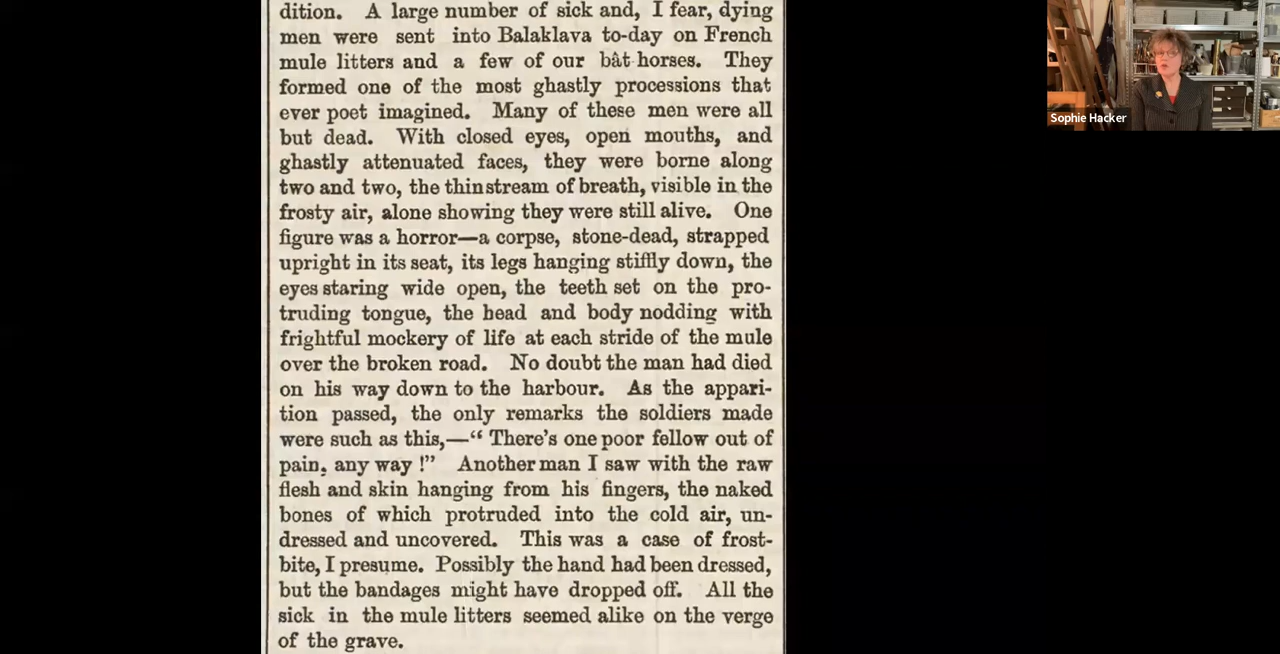 dition. A large number of sick and, I fear, dying
men were sent into Balaklava to-day on French
mule litters and a few of our bât horses. They
formed one of the most ghastly processions that
ever poet imagined. Many of these men were all
but dead. With closed eyes, open mouths, and
ghastly attenuated faces, they were borne along
two and two, the thin stream of breath, visible in the
frosty air, alone showing they were still alive. One
figure was a horror—a corpse, stone-dead, strapped
upright in its seat, its legs hanging stiffly down, the
eyes staring wide open, the teeth set on the pro-
truding tongue, the head and body nodding with
frightful mockery of life at each stride of the mule
over the broken road. No doubt the man had died
on his way down to the harbour. As the appari-
tion passed, the only remarks the soldiers made
were such as this,—“ There’s one poor fellow out of
pain, any way !” Another man I saw with the raw
flesh and skin hanging from his fingers, the naked
bones of which protruded into the cold air, un-
dressed and uncovered. This was a case of frost-
bite, I presume. Possibly the hand had been dressed,
but the bandages might have dropped off. All the
sick in the mule litters seemed alike on the verge
of the grave.
Sophie Hacker